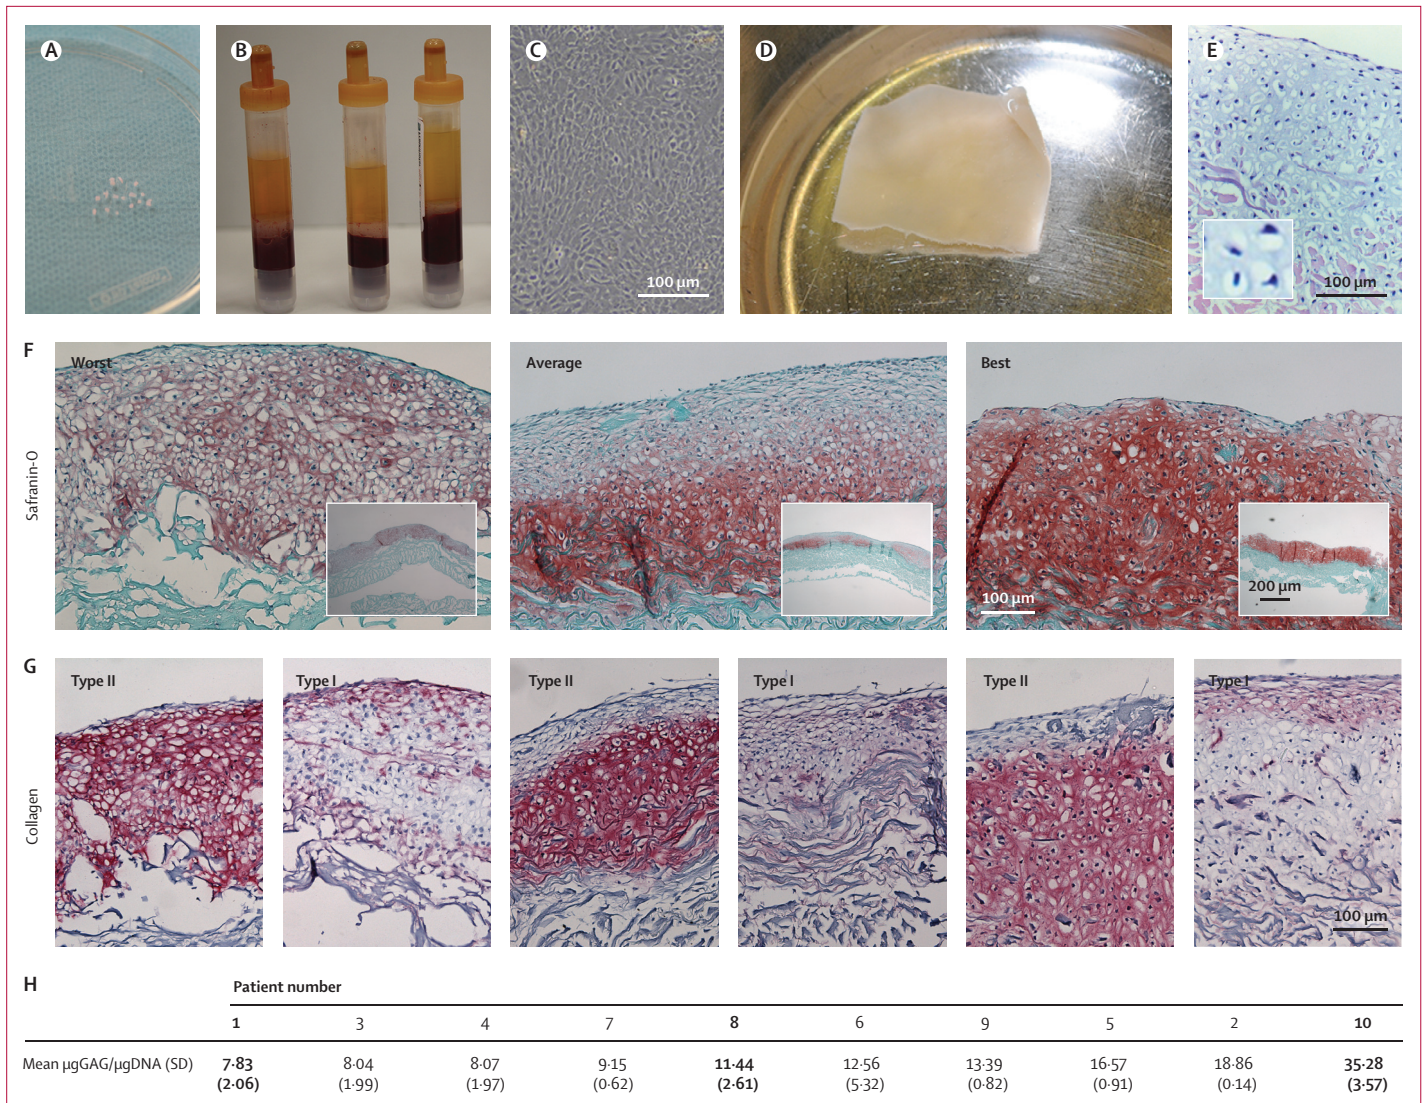 A
B
C
D
E
100 µm
100 µm
F
Worst
Average
Best
Safranin-O
100 µm
200 µm
G
Type II
Type I
Type II
Type I
Type II
Type I
Collagen
100 µm
H
Patient number
1 3 4 7 8 6 9 5 2 10
Mean µgGAG/µgDNA (SD) 7·83 8·04 8·07 9·15 11·44 12·56 13·39 16·57 18·86 35·28
(2·06) (1·99) (1·97) (0·62) (2·61) (5·32) (0·82) (0·91) (0·14) (3·57)